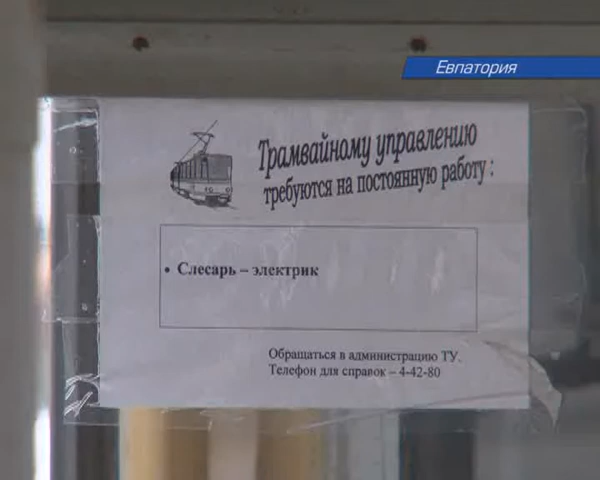 Евпатория
Трамвайному управлению
требуются на постоянную работу :
• Слесарь – электрик
Обращаться в администрацию ТУ.
Телефон для справок – 4-42-80